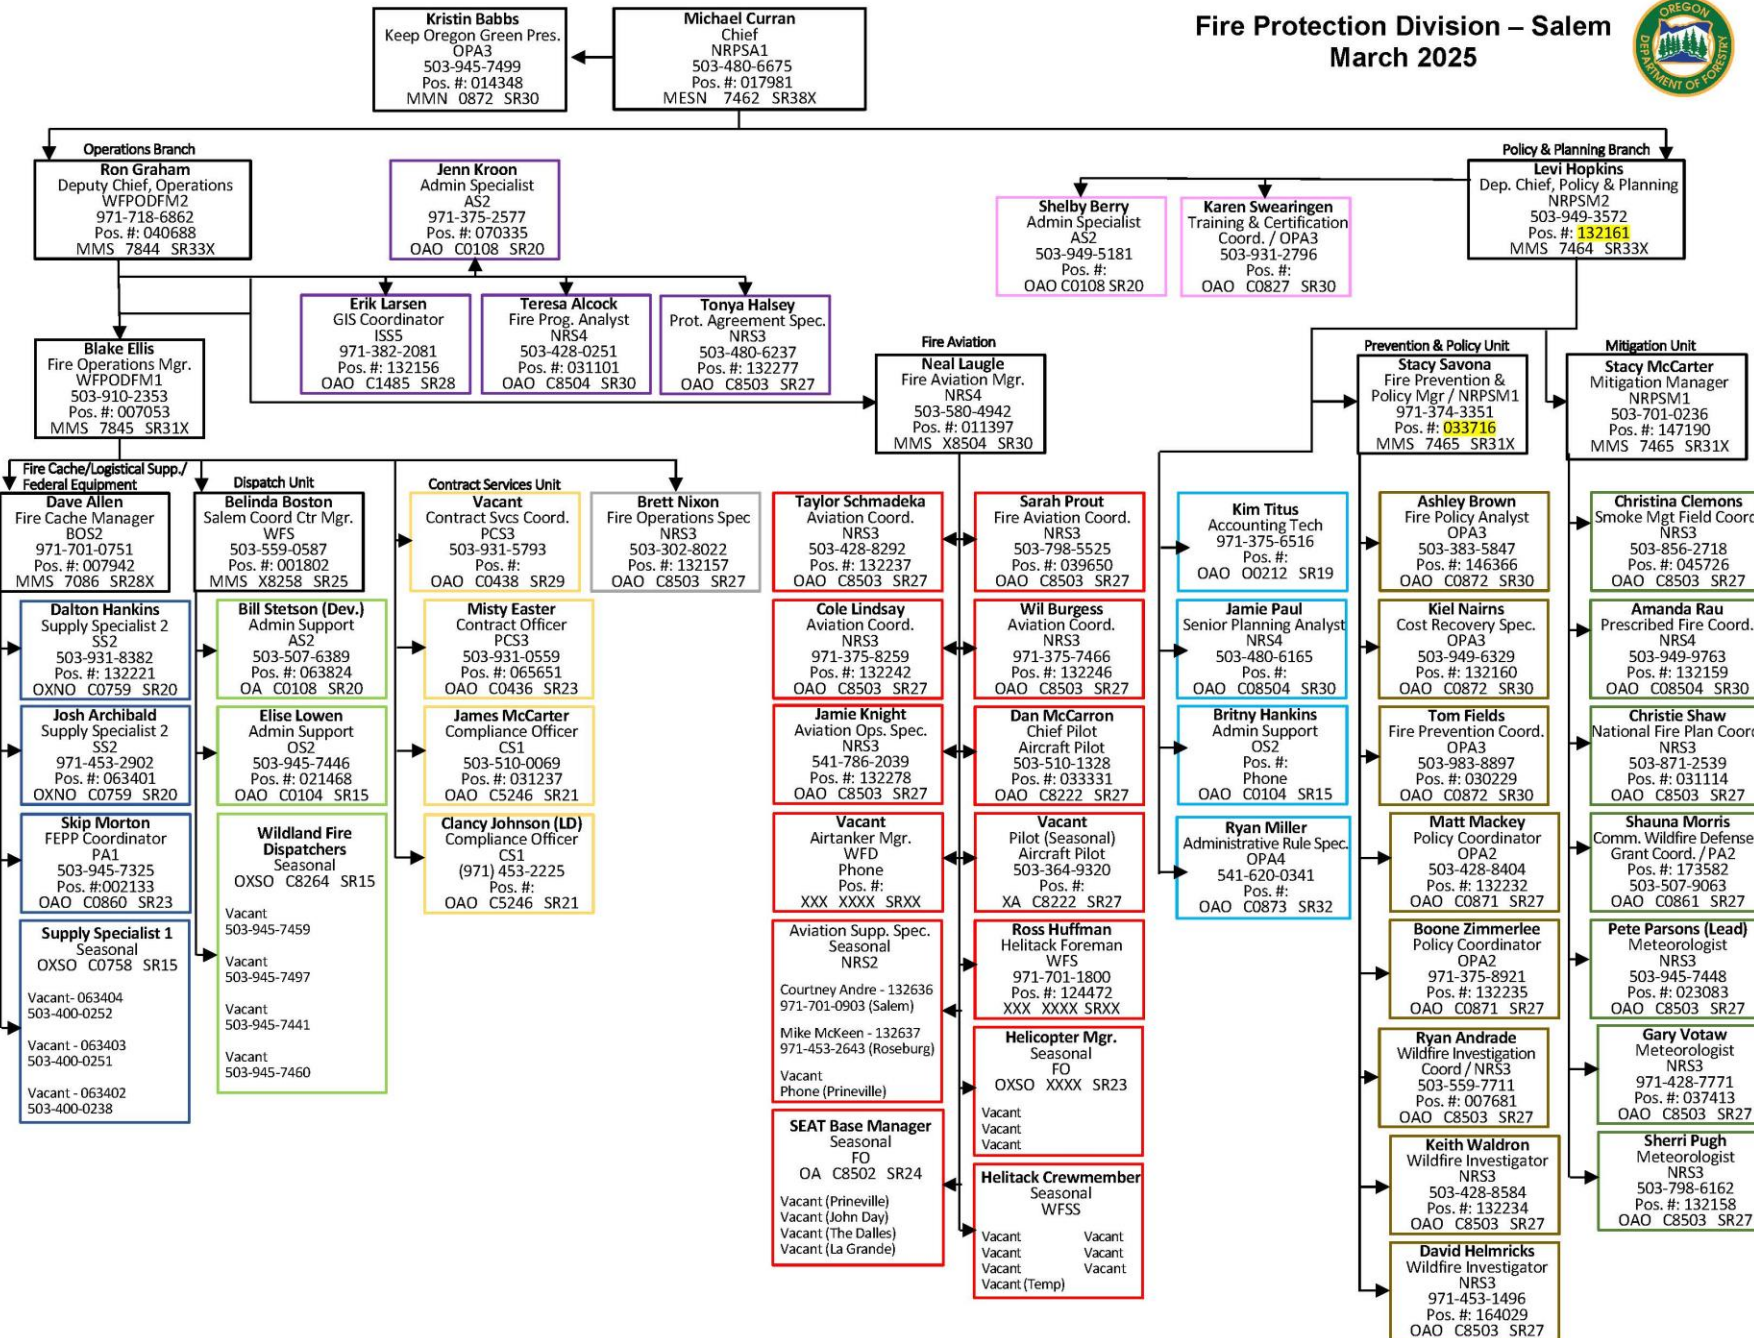 Fire Protection Division – Salem
March 2025
OREGON
DEPARTMENT OF FORESTRY
Kristin Babbs
Keep Oregon Green Pres.
OPA3
503-945-7499
Pos. #: 014348
MMN 0872 SR30
Michael Curran
Chief
NRPSA1
503-480-6675
Pos. #: 017981
MESN 7462 SR38X
Operations Branch
Ron Graham
Deputy Chief, Operations
WFPODFM2
971-718-6862
Pos. #: 040688
MMS 7844 SR33X
Jenn Kroon
Admin Specialist
AS2
971-375-2577
Pos. #: 070335
OAO C0108 SR20
Shelby Berry
Admin Specialist
AS2
503-949-5181
Pos. #:
OAO C0108 SR20
Karen Swearingen
Training & Certification
Coord. / OPA3
503-931-2796
Pos. #:
OAO C0827 SR30
Policy & Planning Branch
Levi Hopkins
Dep. Chief, Policy & Planning
NRPSM2
503-949-3572
Pos. #: 132161
MMS 7464 SR33X
Erik Larsen
GIS Coordinator
ISS5
971-382-2081
Pos. #: 132156
OAO C1485 SR28
Teresa Alcock
Fire Prog. Analyst
NRS4
503-428-0251
Pos. #: 031101
OAO C8504 SR30
Tonya Halsey
Prot. Agreement Spec.
NRS3
503-480-6237
Pos. #: 132277
OAO C8503 SR27
Blake Ellis
Fire Operations Mgr.
WFPODFM1
503-910-2353
Pos. #: 007053
MMS 7845 SR31X
Fire Aviation
Neal Laugle
Fire Aviation Mgr.
NRS4
503-580-4942
Pos. #: 011397
MMS X8504 SR30
Prevention & Policy Unit
Stacy Savona
Fire Prevention &
Policy Mgr / NRPSM1
971-374-3351
Pos. #: 033716
MMS 7465 SR31X
Mitigation Unit
Stacy McCarter
Mitigation Manager
NRPSM1
503-701-0236
Pos. #: 147190
MMS 7465 SR31X
Fire Cache/Logistical Supp./
Federal Equipment
Dave Allen
Fire Cache Manager
BOS2
971-701-0751
Pos. #: 007942
MMS 7086 SR28X
Dalton Hankins
Supply Specialist 2
SS2
503-931-8382
Pos. #: 132221
OXNO C0759 SR20
Josh Archibald
Supply Specialist 2
SS2
971-453-2902
Pos. #: 063401
OXNO C0759 SR20
Skip Morton
FEPP Coordinator
PA1
503-945-7325
Pos. #:002133
OAO C0860 SR23
Supply Specialist 1
Seasonal
OXSO C0758 SR15
Vacant- 063404
503-400-0252
Vacant - 063403
503-400-0251
Vacant - 063402
503-400-0238
Dispatch Unit
Belinda Boston
Salem Coord Ctr Mgr.
WFS
503-559-0587
Pos. #: 001802
MMS X8258 SR25
Bill Stetson (Dev.)
Admin Support
AS2
503-507-6389
Pos. #: 063824
OA C0108 SR20
Elise Lowen
Admin Support
OS2
503-945-7446
Pos. #: 021468
OAO C0104 SR15
Wildland Fire
Dispatchers
Seasonal
OXSO C8264 SR15
Vacant
503-945-7459
Vacant
503-945-7497
Vacant
503-945-7441
Vacant
503-945-7460
Contract Services Unit
Vacant
Contract Svcs Coord.
PCS3
503-931-5793
Pos. #:
OAO C0438 SR29
Misty Easter
Contract Officer
PCS3
503-931-0559
Pos. #: 065651
OAO C0436 SR23
James McCarter
Compliance Officer
CS1
503-510-0069
Pos. #: 031237
OAO C5246 SR21
Clancy Johnson (LD)
Compliance Officer
CS1
(971) 453-2225
Pos. #:
OAO C5246 SR21
Brett Nixon
Fire Operations Spec
NRS3
503-302-8022
Pos. #: 132157
OAO C8503 SR27
Taylor Schmadeka
Aviation Coord.
NRS3
503-428-8292
Pos. #: 132237
OAO C8503 SR27
Cole Lindsay
Aviation Coord.
NRS3
971-375-8259
Pos. #: 132242
OAO C8503 SR27
Jamie Knight
Aviation Ops. Spec.
NRS3
541-786-2039
Pos. #: 132278
OAO C8503 SR27
Vacant
Airtanker Mgr.
WFD
Phone
Pos. #:
XXX XXXX SRXX
Aviation Supp. Spec.
Seasonal
NRS2
Courtney Andre - 132636
971-701-0903 (Salem)
Mike McKeen - 132637
971-453-2643 (Roseburg)
Vacant
Phone (Prineville)
SEAT Base Manager
Seasonal
FO
OA C8502 SR24
Vacant (Prineville)
Vacant (John Day)
Vacant (The Dalles)
Vacant (La Grande)
Sarah Prout
Fire Aviation Coord.
NRS3
503-798-5525
Pos. #: 039650
OAO C8503 SR27
Wil Burgess
Aviation Coord.
NRS3
971-375-7466
Pos. #: 132246
OAO C8503 SR27
Dan McCarron
Chief Pilot
Aircraft Pilot
503-510-1328
Pos. #: 033331
OAO C8222 SR27
Vacant
Pilot (Seasonal)
Aircraft Pilot
503-364-9320
Pos. #:
XA C8222 SR27
Ross Huffman
Helitack Foreman
WFS
971-701-1800
Pos. #: 124472
XXX XXXX SRXX
Helicopter Mgr.
Seasonal
FO
OXSO XXXX SR23
Vacant
Vacant
Vacant
Helitack Crewmember
Seasonal
WFSS
Vacant Vacant
Vacant Vacant
Vacant Vacant
Vacant (Temp)
Kim Titus
Accounting Tech
971-375-6516
Pos. #:
OAO O0212 SR19
Jamie Paul
Senior Planning Analyst
NRS4
503-480-6165
Pos. #:
OAO C08504 SR30
Britny Hankins
Admin Support
OS2
Pos. #:
Phone
OAO C0104 SR15
Ryan Miller
Administrative Rule Spec.
OPA4
541-620-0341
Pos. #:
OAO C0873 SR32
Ashley Brown
Fire Policy Analyst
OPA3
503-383-5847
Pos. #: 146366
OAO C0872 SR30
Kiel Nairns
Cost Recovery Spec.
OPA3
503-949-6329
Pos. #: 132160
OAO C0872 SR30
Tom Fields
Fire Prevention Coord.
OPA3
503-983-8897
Pos. #: 030229
OAO C0872 SR30
Matt Mackey
Policy Coordinator
OPA2
503-428-8404
Pos. #: 132232
OAO C0871 SR27
Boone Zimmerlee
Policy Coordinator
OPA2
971-375-8921
Pos. #: 132235
OAO C0871 SR27
Ryan Andrade
Wildfire Investigation
Coord / NRS3
503-559-7711
Pos. #: 007681
OAO C8503 SR27
Keith Waldron
Wildfire Investigator
NRS3
503-428-8584
Pos. #: 132234
OAO C8503 SR27
David Helmricks
Wildfire Investigator
NRS3
971-453-1496
Pos. #: 164029
OAO C8503 SR27
Christina Clemons
Smoke Mgt Field Coord
NRS3
503-856-2718
Pos. #: 045726
OAO C8503 SR27
Amanda Rau
Prescribed Fire Coord.
NRS4
503-949-9763
Pos. #: 132159
OAO C08504 SR30
Christie Shaw
National Fire Plan Coord
NRS3
503-871-2539
Pos. #: 031114
OAO C8503 SR27
Shauna Morris
Comm. Wildfire Defense
Grant Coord. / PA2
Pos. #: 173582
503-507-9063
OAO C0861 SR27
Pete Parsons (Lead)
Meteorologist
NRS3
503-945-7448
Pos. #: 023083
OAO C8503 SR27
Gary Votaw
Meteorologist
NRS3
971-428-7771
Pos. #: 037413
OAO C8503 SR27
Sherri Pugh
Meteorologist
NRS3
503-798-6162
Pos. #: 132158
OAO C8503 SR27